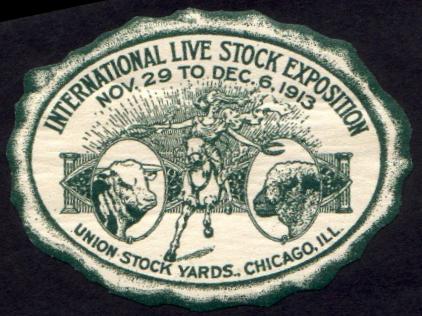 INTERNATIONAL LIVE STOCK EXPOSITION
NOV. 29 TO DEC. 6, 1913
UNION STOCK YARDS., CHICAGO, ILL.